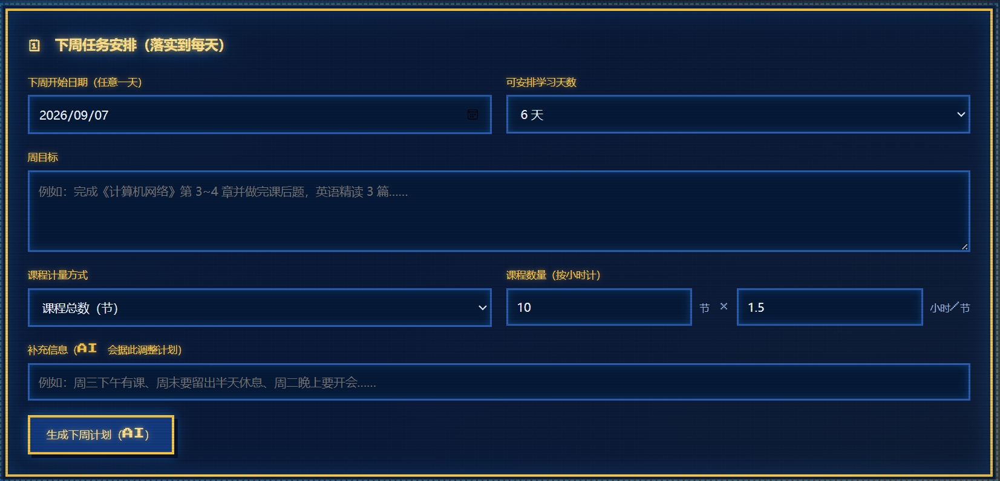 下周任务安排（落实到每天）
下周开始日期（任意一天）
可安排学习天数
2026/09/07
6 天
周目标
例如：完成《计算机网络》第 3~4 章并做完课后题，英语精读 3 篇……
课程计量方式
课程数量（按小时计）
课程总数（节）
10 节 × 1.5 小时/节
补充信息（AI 会据此调整计划）
例如：周三下午有课、周末要留出半天休息、周二晚上要开会……
生成下周计划（AI）